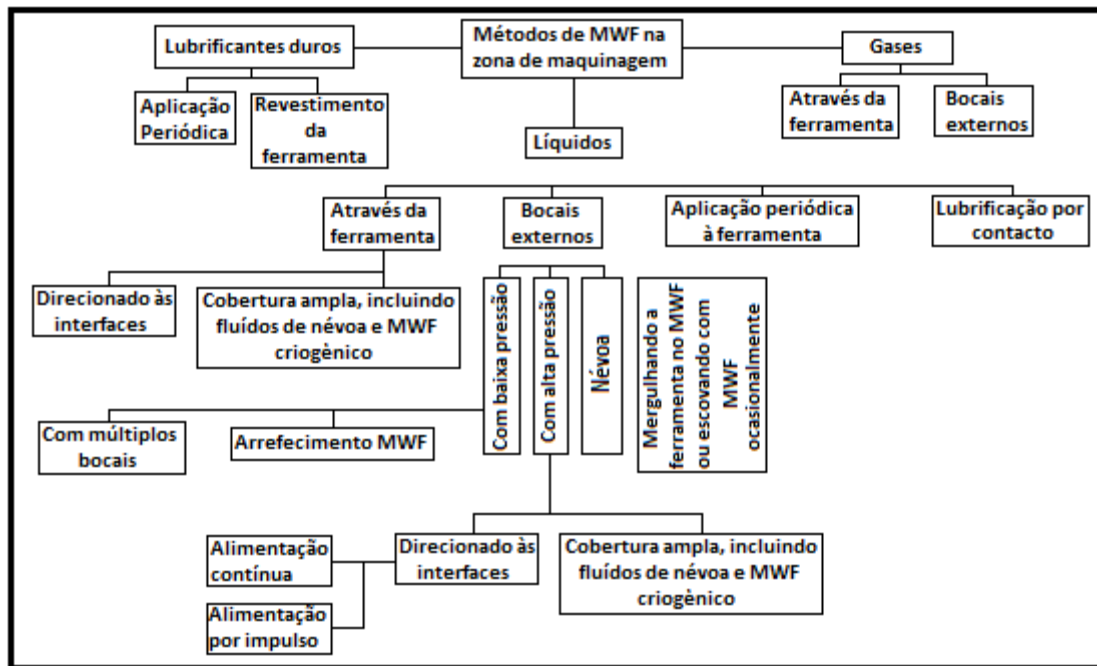 Métodos de MWF na
zona de maquinagem
Lubrificantes duros
Gases
Aplicação
Periódica
Revestimento
da
ferramenta
Líquidos
Através da
ferramenta
Bocais
externos
Através da
ferramenta
Bocais
externos
Aplicação periódica
à ferramenta
Lubrificação por
contacto
Direcionado às
interfaces
Cobertura ampla, incluindo
fluídos de névoa e MWF
criogènico
Com baixa pressão
Com alta pressão
Névoa
Mergulhando a
ferramenta no MWF
ou escovando com
MWF
ocasionalmente
Com múltiplos
bocais
Arrefecimento MWF
Alimentação
contínua
Direcionado às
interfaces
Cobertura ampla, incluindo
fluídos de névoa e MWF
criogènico
Alimentação
por impulso